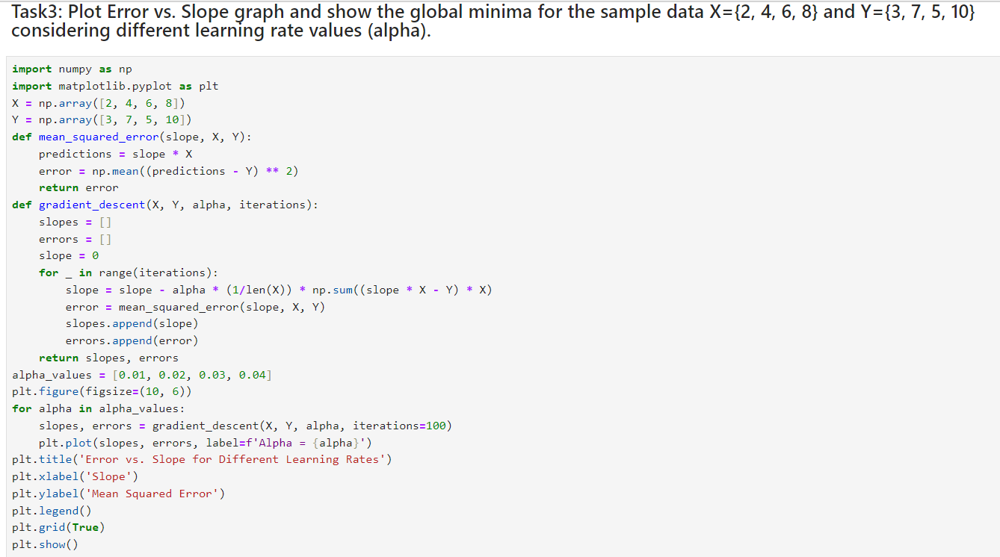 Task3: Plot Error vs. Slope graph and show the global minima for the sample data X={2, 4, 6, 8} and Y={3, 7, 5, 10}
considering different learning rate values (alpha).
import numpy as np
import matplotlib.pyplot as plt
X = np.array([2, 4, 6, 8])
Y = np.array([3, 7, 5, 10])
def mean_squared_error(slope, X, Y):
    predictions = slope * X
    error = np.mean((predictions - Y) ** 2)
    return error
def gradient_descent(X, Y, alpha, iterations):
    slopes = []
    errors = []
    slope = 0
    for _ in range(iterations):
        slope = slope - alpha * (1/len(X)) * np.sum((slope * X - Y) * X)
        error = mean_squared_error(slope, X, Y)
        slopes.append(slope)
        errors.append(error)
    return slopes, errors
alpha_values = [0.01, 0.02, 0.03, 0.04]
plt.figure(figsize=(10, 6))
for alpha in alpha_values:
    slopes, errors = gradient_descent(X, Y, alpha, iterations=100)
    plt.plot(slopes, errors, label=f'Alpha = {alpha}')
plt.title('Error vs. Slope for Different Learning Rates')
plt.xlabel('Slope')
plt.ylabel('Mean Squared Error')
plt.legend()
plt.grid(True)
plt.show()